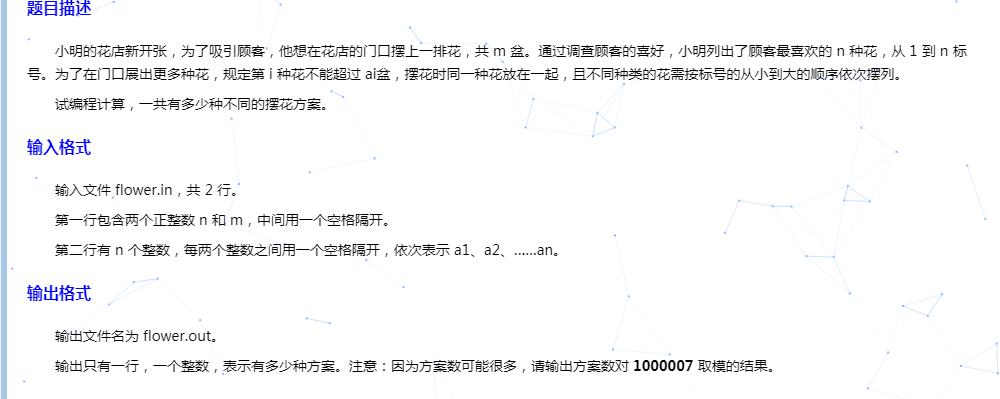 题目描述
小明的花店新开张，为了吸引顾客，他想在花店的门口摆上一排花，共 m 盆。通过调查顾客的喜好，小明列出了顾客最喜欢的 n 种花，从 1 到 n 标
号。为了在门口展出更多种花，规定第 i 种花不能超过 ai盆，摆花时同一种花放在一起，且不同种类的花需按标号的从小到大的顺序依次摆列。
试编程计算，一共有多少种不同的摆花方案。
输入格式
输入文件 flower.in，共 2 行。
第一行包含两个正整数 n 和 m，中间用一个空格隔开。
第二行有 n 个整数，每两个整数之间用一个空格隔开，依次表示 a1、a2、......an。
输出格式
输出文件名为 flower.out。
输出只有一行，一个整数，表示有多少种方案。注意：因为方案数可能很多，请输出方案数对 1000007 取模的结果。